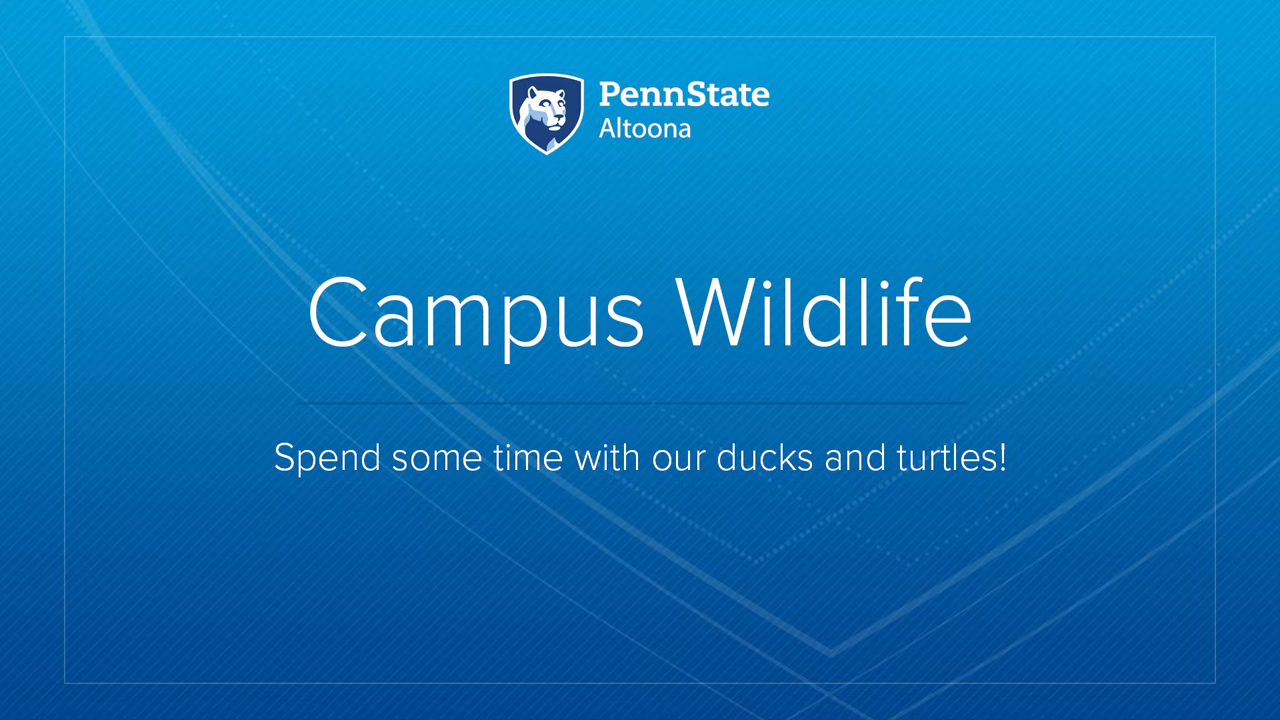 PennState
Altoona
Campus Wildlife
Spend some time with our ducks and turtles!